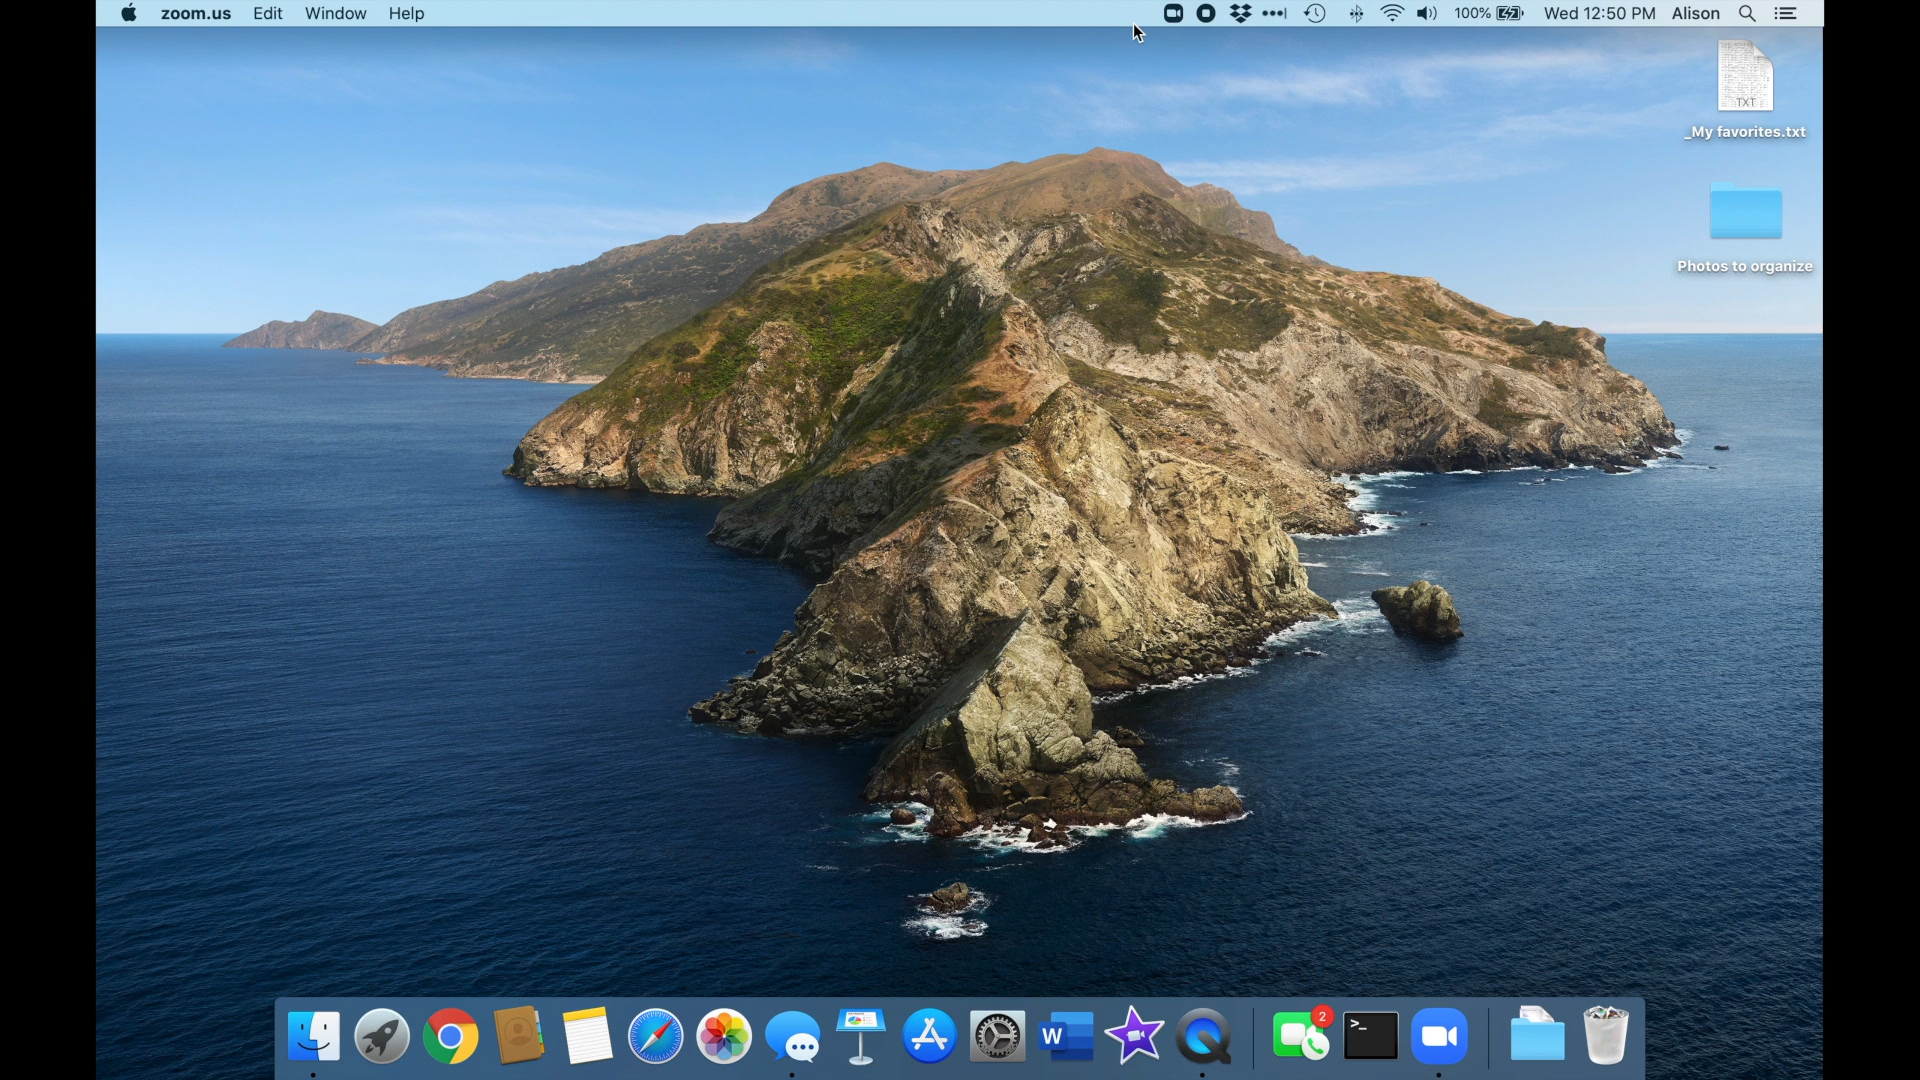 zoom.us Edit Window Help 100% Wed 12:50 PM Alison
TXT
_My favorites.txt
Photos to organize
W
2
>_